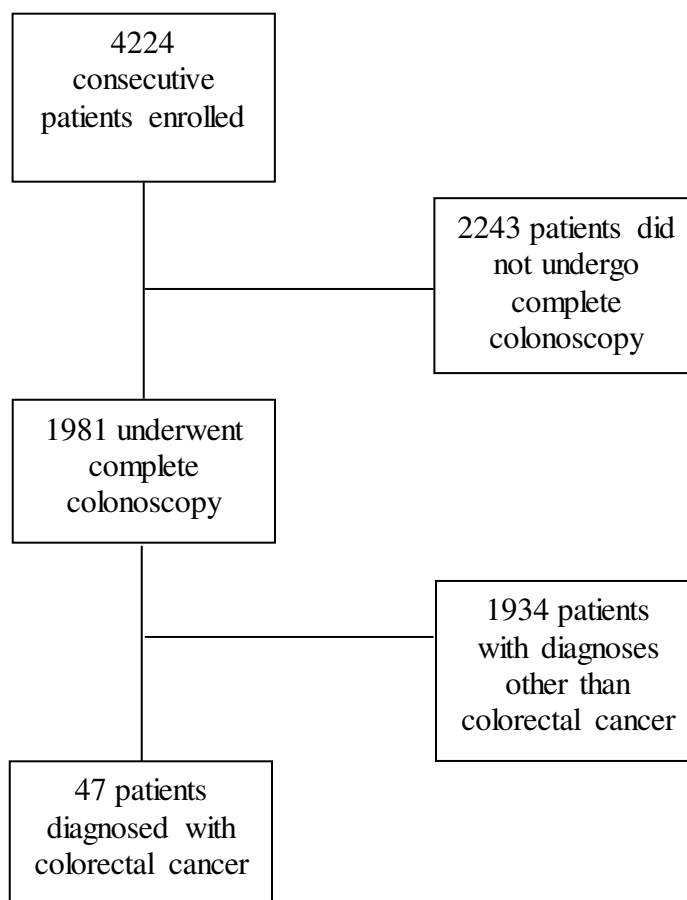 4224
consecutive
patients enrolled
2243 patients did
not undergo
complete
colonoscopy
1981 underwent
complete
colonoscopy
1934 patients
with diagnoses
other than
colorectal cancer
47 patients
diagnosed with
colorectal cancer